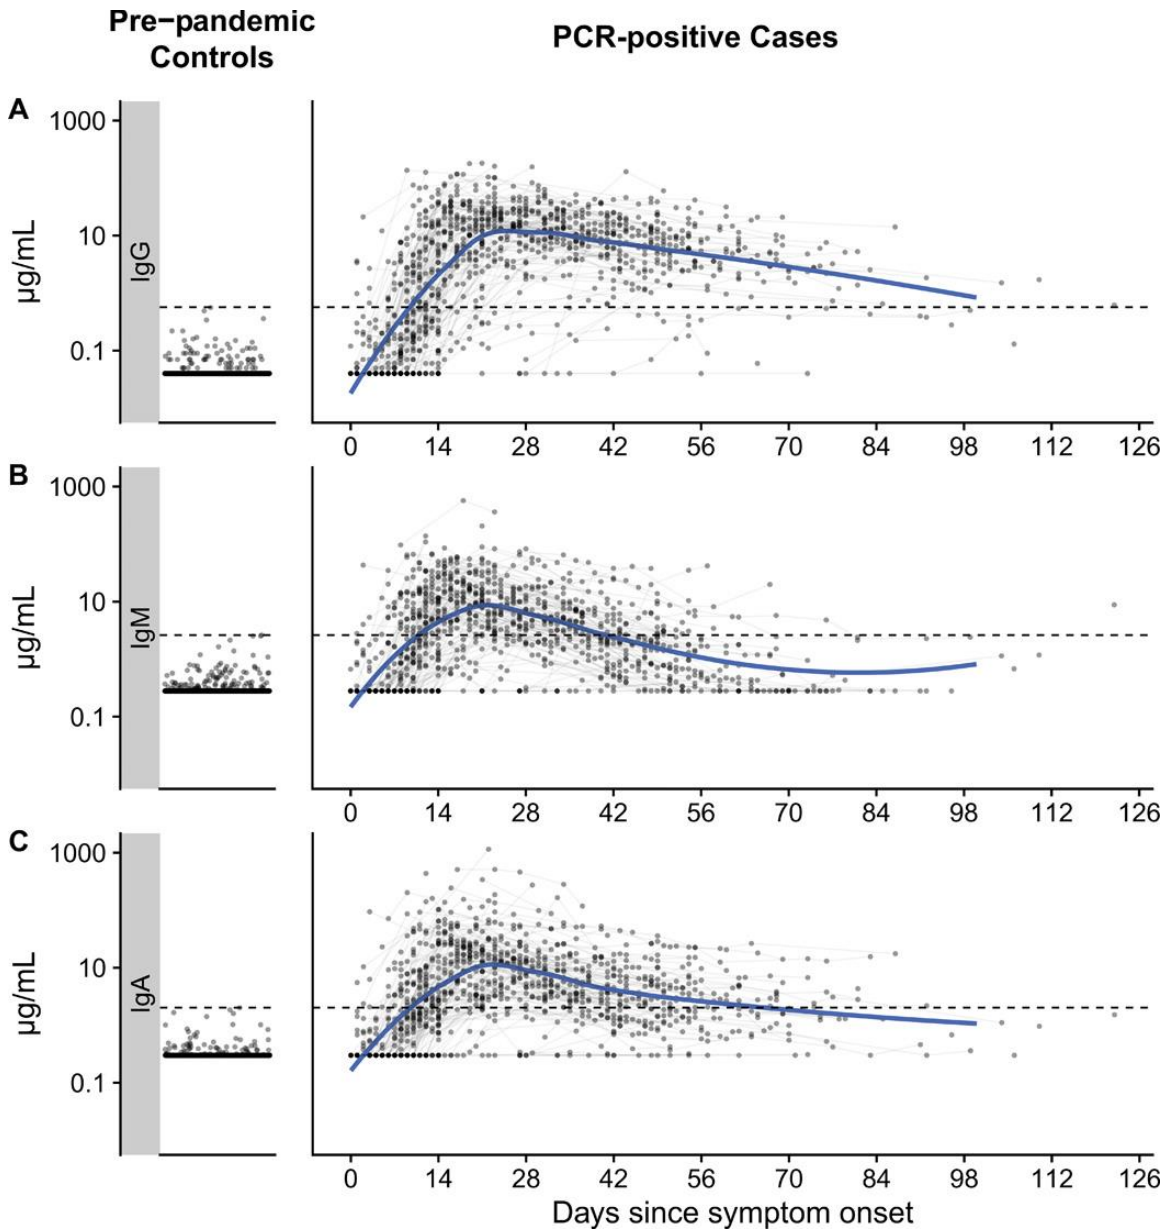 Pre−pandemic
Controls
PCR-positive Cases
A
1000
10
0.1
µg/mL
IgG
0 14 28 42 56 70 84 98 112 126
B
1000
10
0.1
µg/mL
IgM
0 14 28 42 56 70 84 98 112 126
C
1000
10
0.1
µg/mL
IgA
0 14 28 42 56 70 84 98 112 126
Days since symptom onset